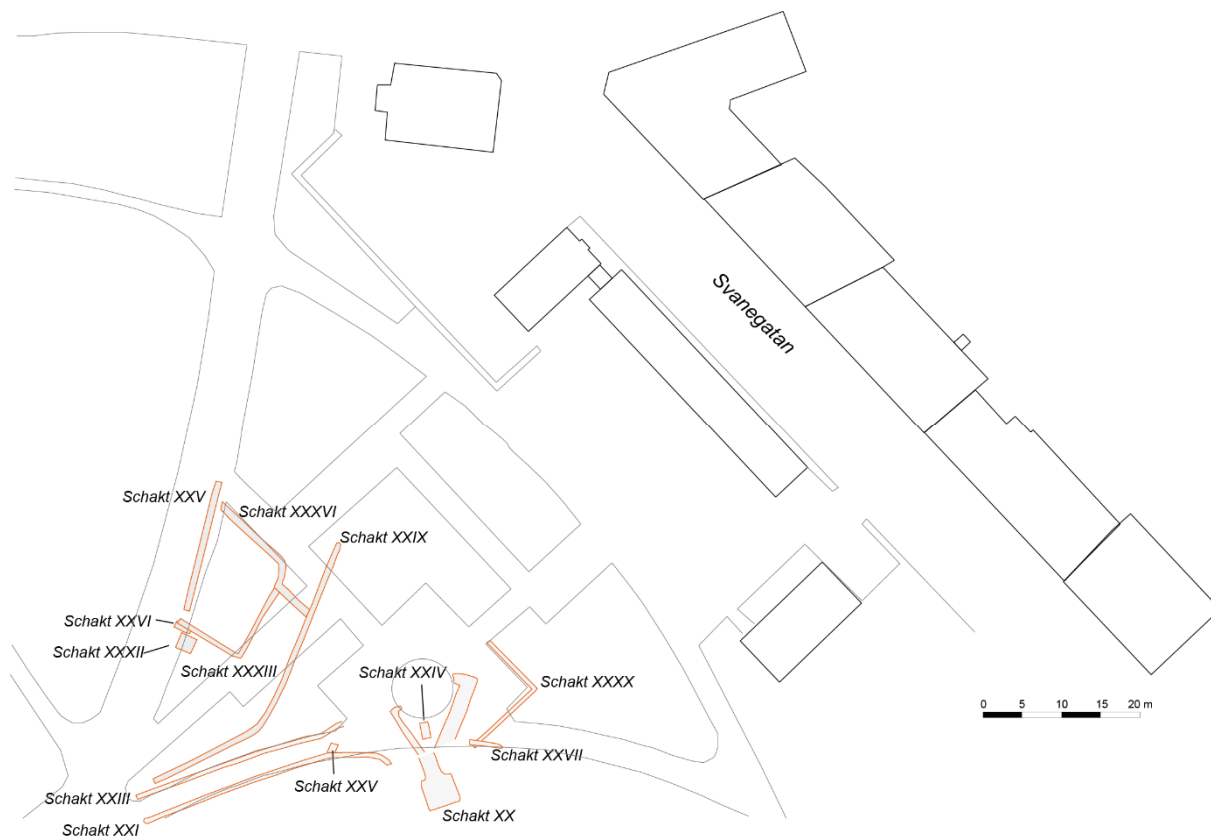 Svanegatan
Schakt XXV
Schakt XXXVI
Schakt XXIX
Schakt XXVI
Schakt XXXII
Schakt XXXIII
Schakt XXIV
Schakt XXXX
Schakt XXVII
Schakt XXV
Schakt XXIII
Schakt XX
Schakt XXI
0 5 10 15 20 m